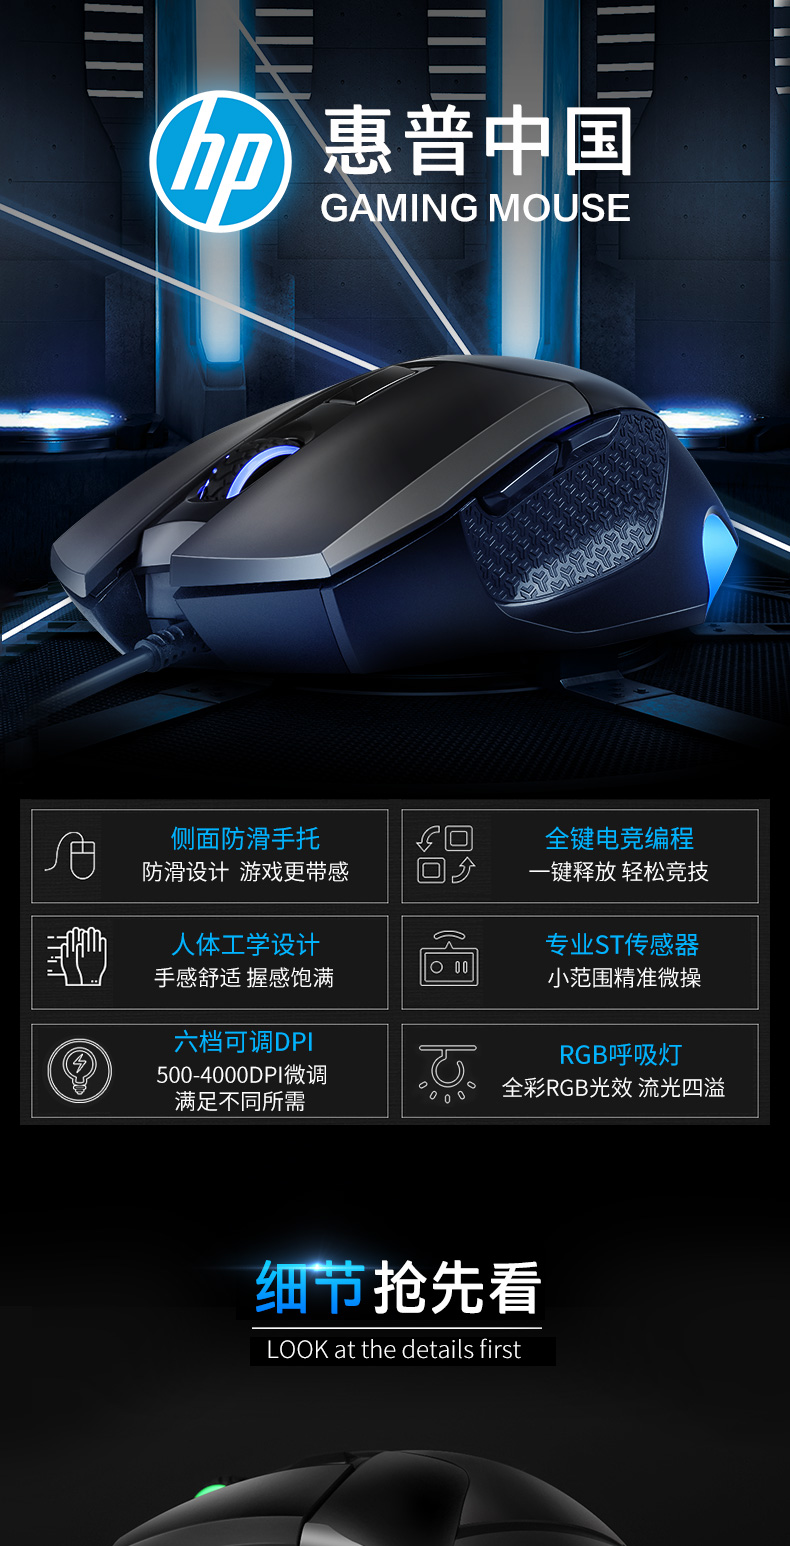 hp
惠普中国
GAMING MOUSE
侧面防滑手托
防滑设计 游戏更带感
全键电竞编程
一键释放 轻松竞技
人体工学设计
手感舒适 握感饱满
专业ST传感器
小范围精准微操
六档可调DPI
500-4000DPI微调
满足不同所需
RGB呼吸灯
全彩RGB光效 流光四溢
细节抢先看
LOOK at the details first